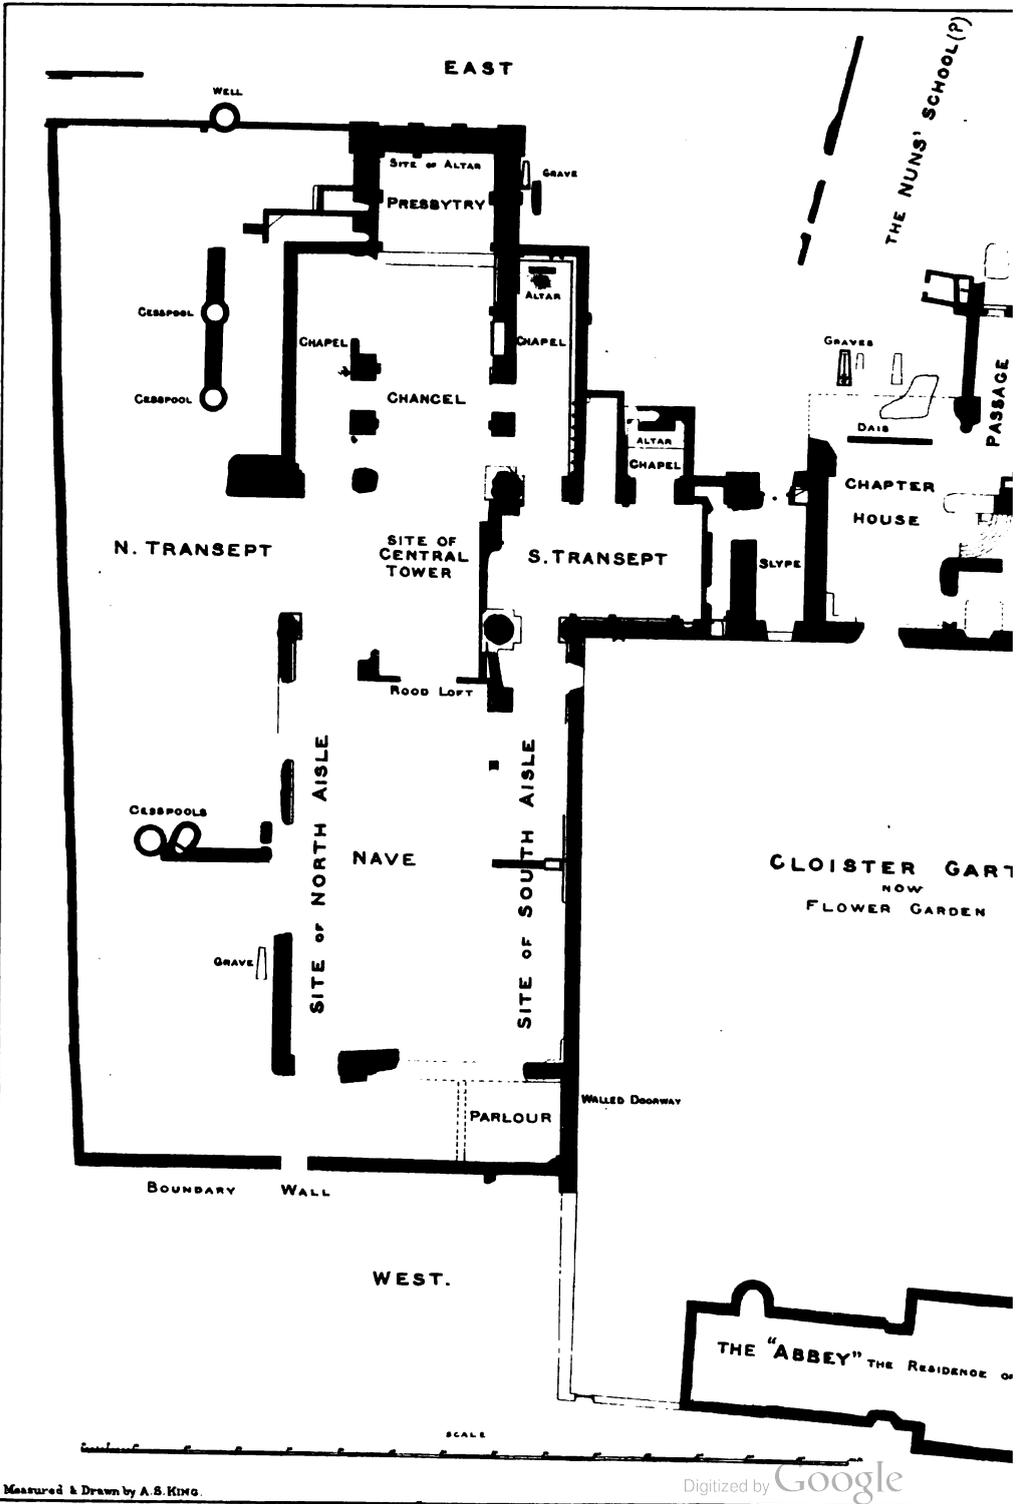 EAST
THE NUNS' SCHOOL(?)
WELL
SITE OF ALTAR
GRAVE
PRESBYTRY
ALTAR
CESSPOOL
CHAPEL
CHAPEL
GRAVES
PASSAGE
CESSPOOL
CHANCEL
DAIS
ALTAR
CHAPEL
CHAPTER
HOUSE
N. TRANSEPT
SITE OF
CENTRAL
TOWER
S. TRANSEPT
SLYPE
ROOD LOFT
SITE OF NORTH AISLE
SITE OF SOUTH AISLE
CESSPOOLS
NAVE
CLOISTER GART
NOW
FLOWER GARDEN
GRAVE
WALLED DOORWAY
PARLOUR
BOUNDARY WALL
WEST.
THE "ABBEY" THE RESIDENCE O
SCALE
Measured & Drawn by A.S. KING.
Digitized by Google